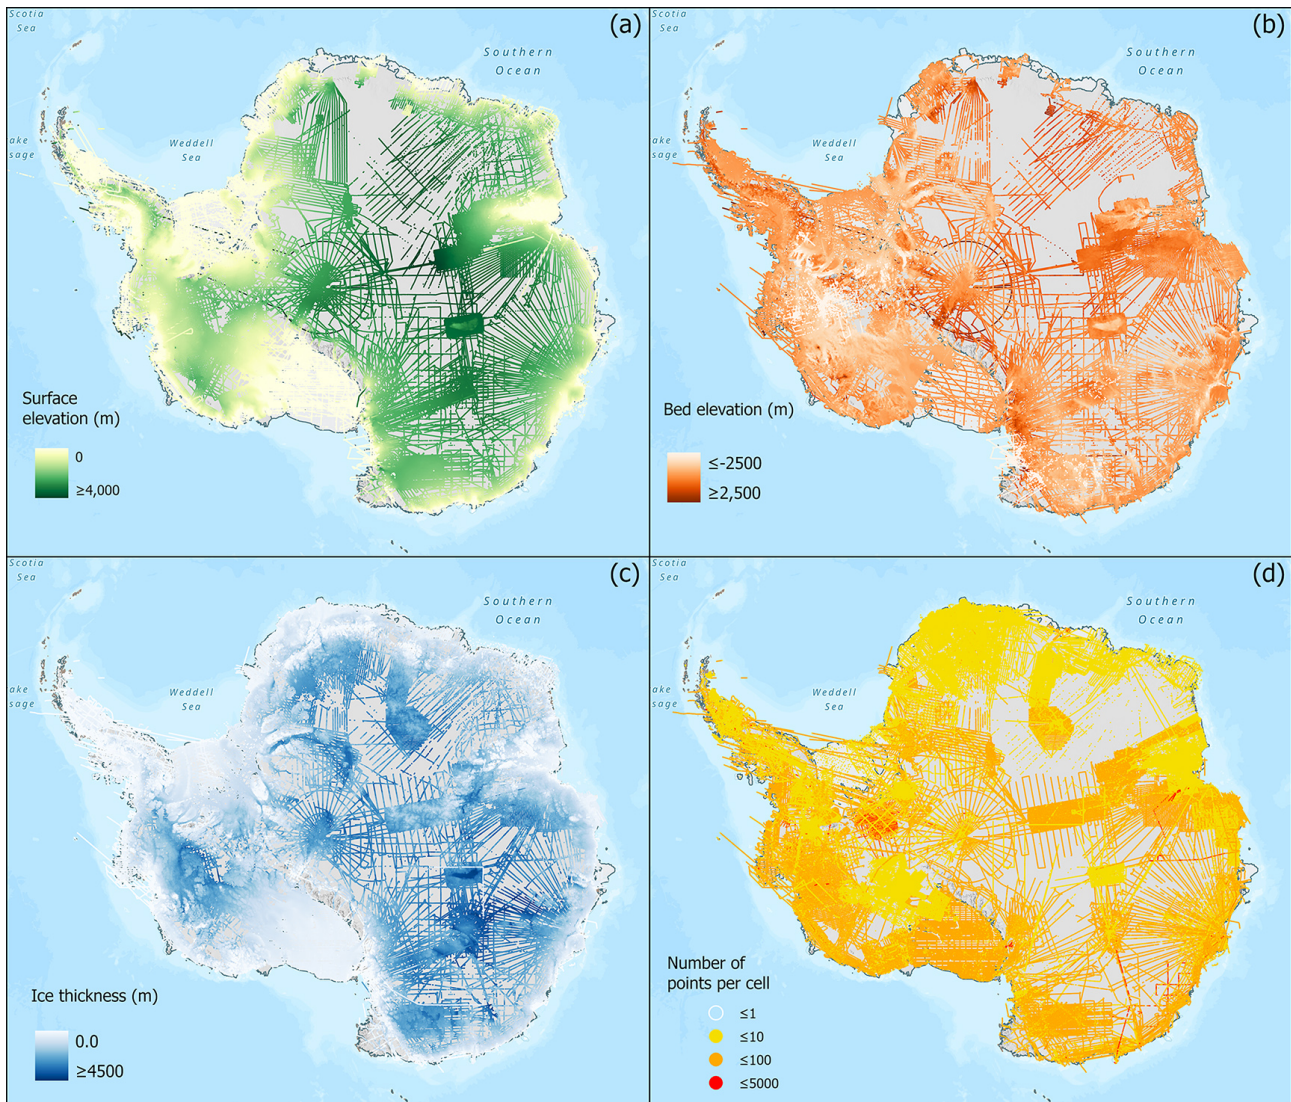 Scotia
Sea
(a)
Southern
Ocean
ake
sage
Weddell
Sea
Surface
elevation (m)
0
≥4,000
Scotia
Sea
(b)
Southern
Ocean
ake
sage
Weddell
Sea
Bed elevation (m)
≤-2500
≥2,500
Scotia
Sea
(c)
Southern
Ocean
ake
sage
Weddell
Sea
Ice thickness (m)
0.0
≥4500
Scotia
Sea
(d)
Southern
Ocean
ake
sage
Weddell
Sea
Number of
points per cell
≤1
≤10
≤100
≤5000